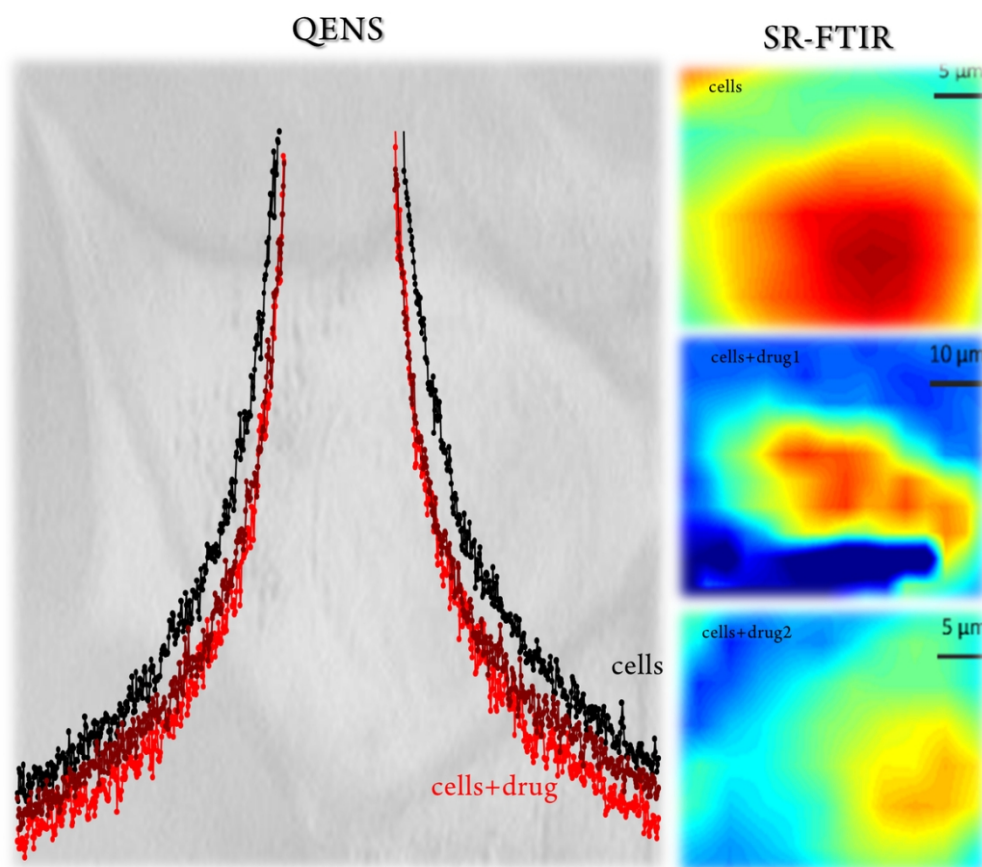 QENS
SR-FTIR
cells
5 µm
cells+drug1
10 µm
cells+drug2
5 µm
cells
cells+drug